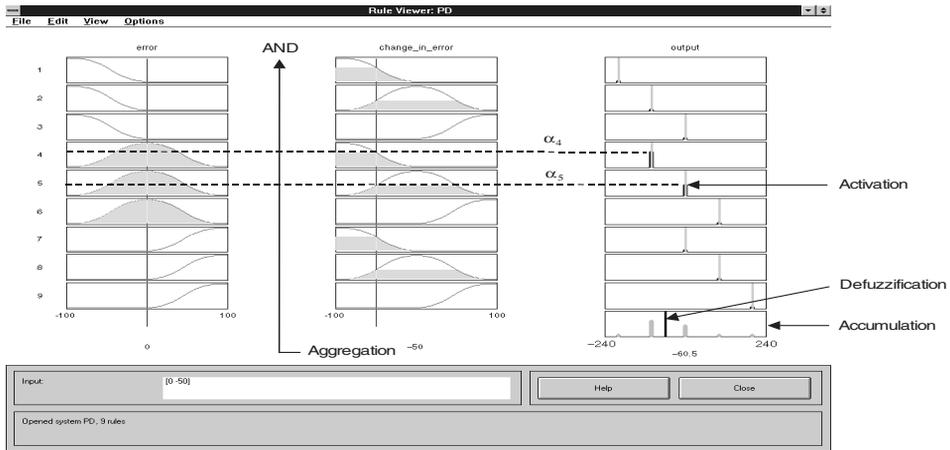 Rule Viewer: PD
File Edit View Options
error AND change_in_error output
1
2
3
4 α4
5 α5 Activation
6
7
8
9
Defuzzification
-100 100
Accumulation
-240 240
0 Aggregation -50 -60.5
Input: [0 -50] Help Close
Opened system PD, 9 rules